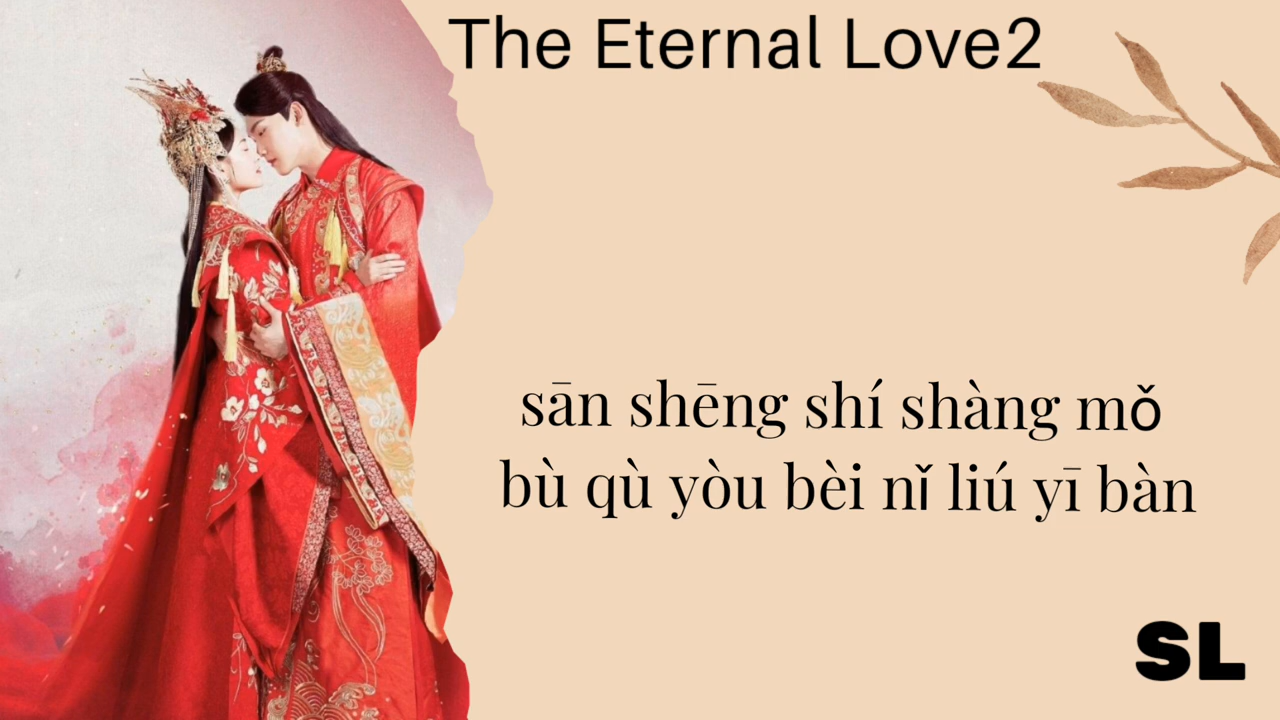 The Eternal Love2
sān shēng shí shàng mǒ
bù qù yòu bèi nǐ liú yī bàn
SL